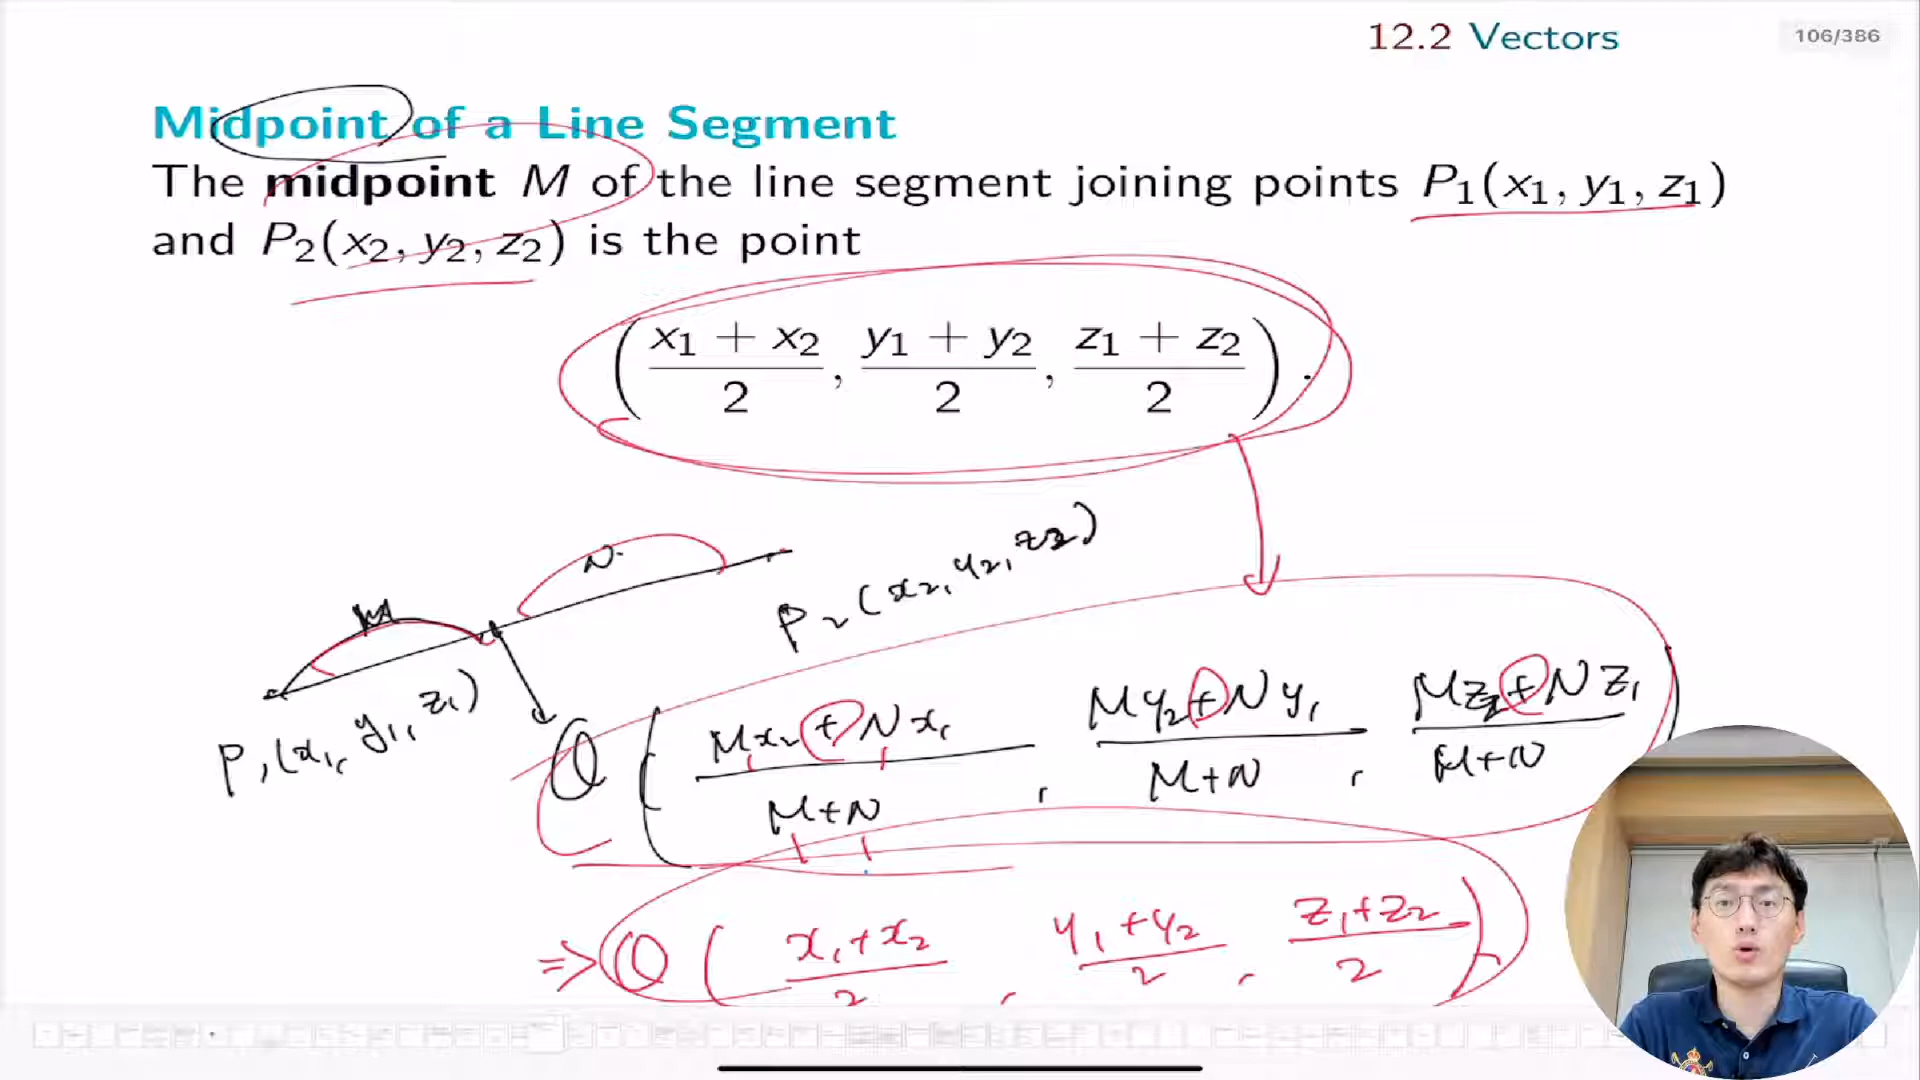 12.2 Vectors
106/386
Midpoint of a Line Segment
The midpoint M of the line segment joining points P₁(x₁, y₁, z₁)
and P₂(x₂, y₂, z₂) is the point
( (x₁ + x₂)/2 , (y₁ + y₂)/2 , (z₁ + z₂)/2 ) .
N
P₂(x₂, y₂, z₂)
M
P₁(x₁, y₁, z₁)
Q ( (Mx₂ + Nx₁)/(M+N) , (My₂ + Ny₁)/(M+N) , (Mz₂ + Nz₁)/(M+N) )
⇒ Q ( (x₁+x₂)/2 , (y₁+y₂)/2 , (z₁+z₂)/2 )